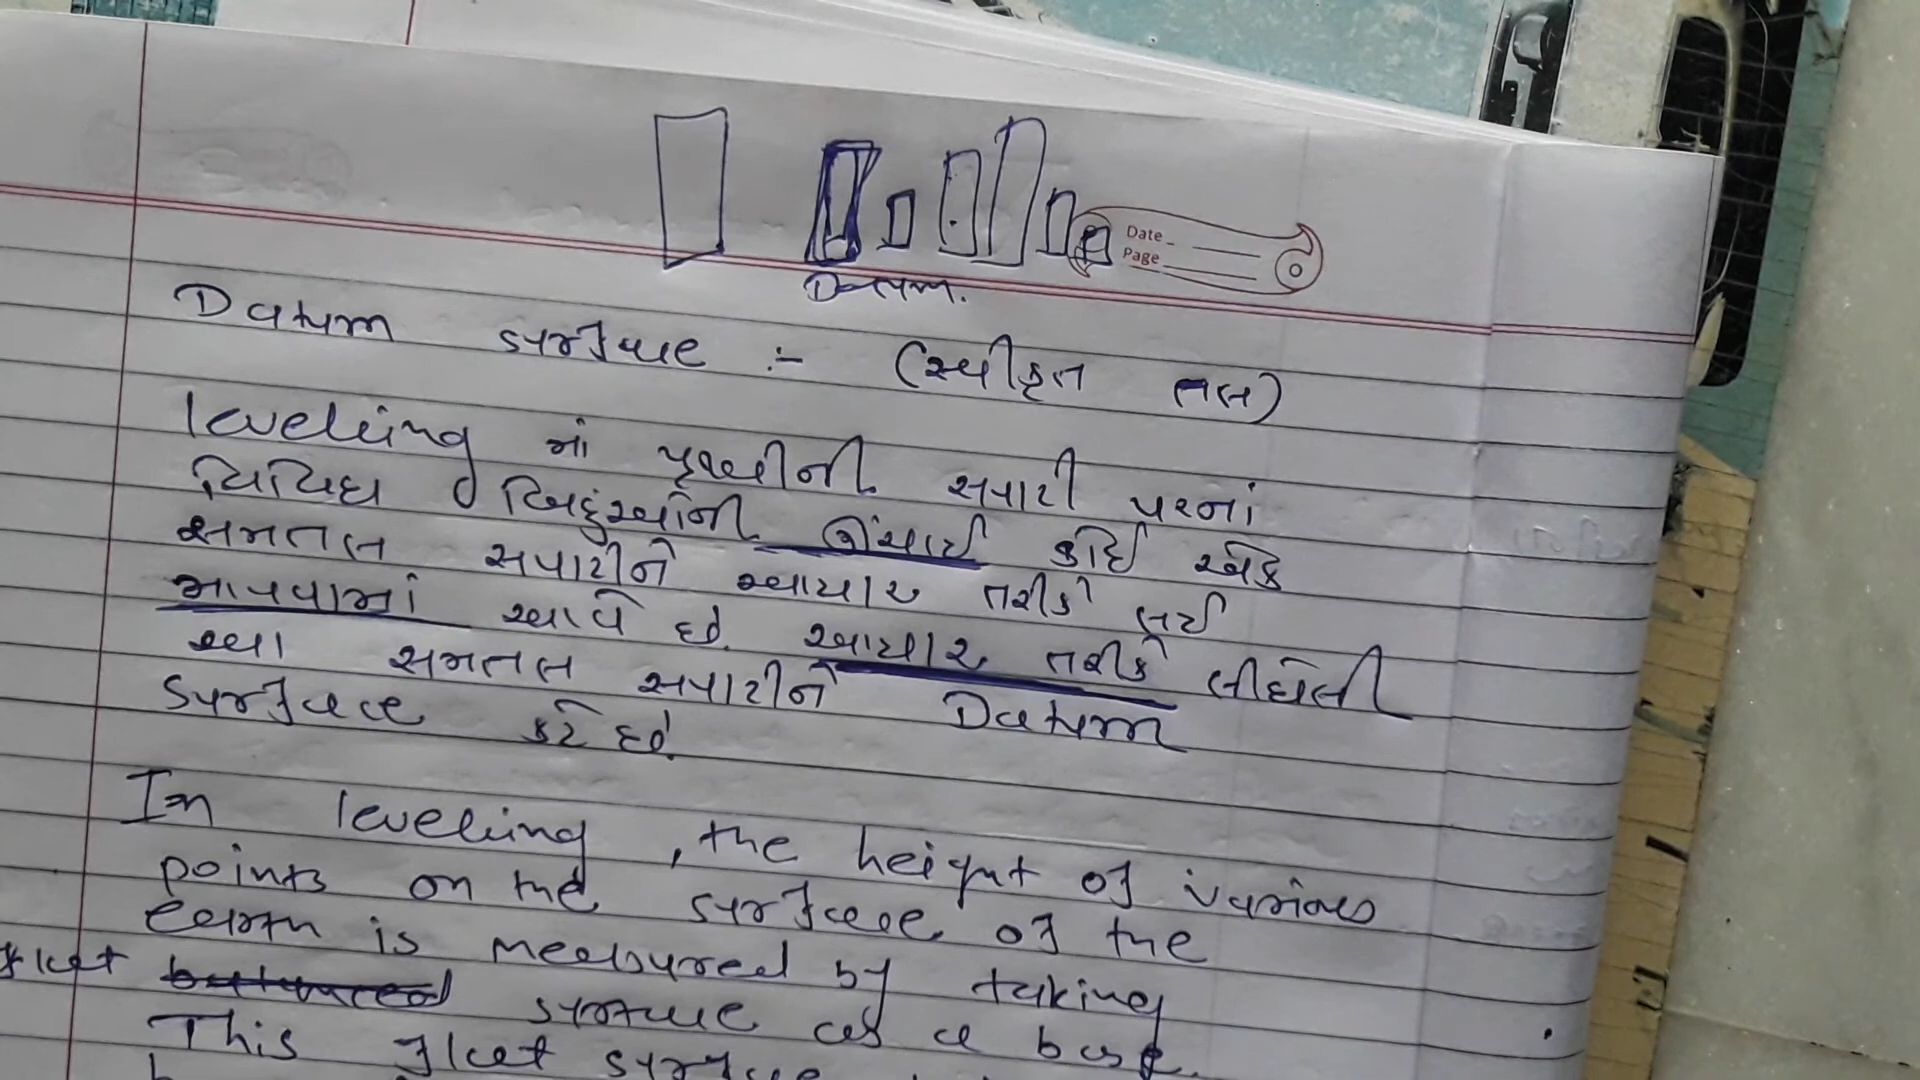 Date
Page
Datum.
Datum surface :- (સ્વીકૃત તલ)
leveleing માં પૃથ્વીની સપાટી પરનાં
વિવિધ બિંદુઓની ઊંચાઈ કોઈ એક
સમતલ સપાટીને આધાર તરીકે લઈ
માપવામાં આવે છે. આધાર તરીકે લીધેલી
આ સમતલ સપાટીને Datum
surface કહે છે.
In leveling, the height of various
points on the surface of the
earth is measured by taking
flat surface as a base.
This flat surface